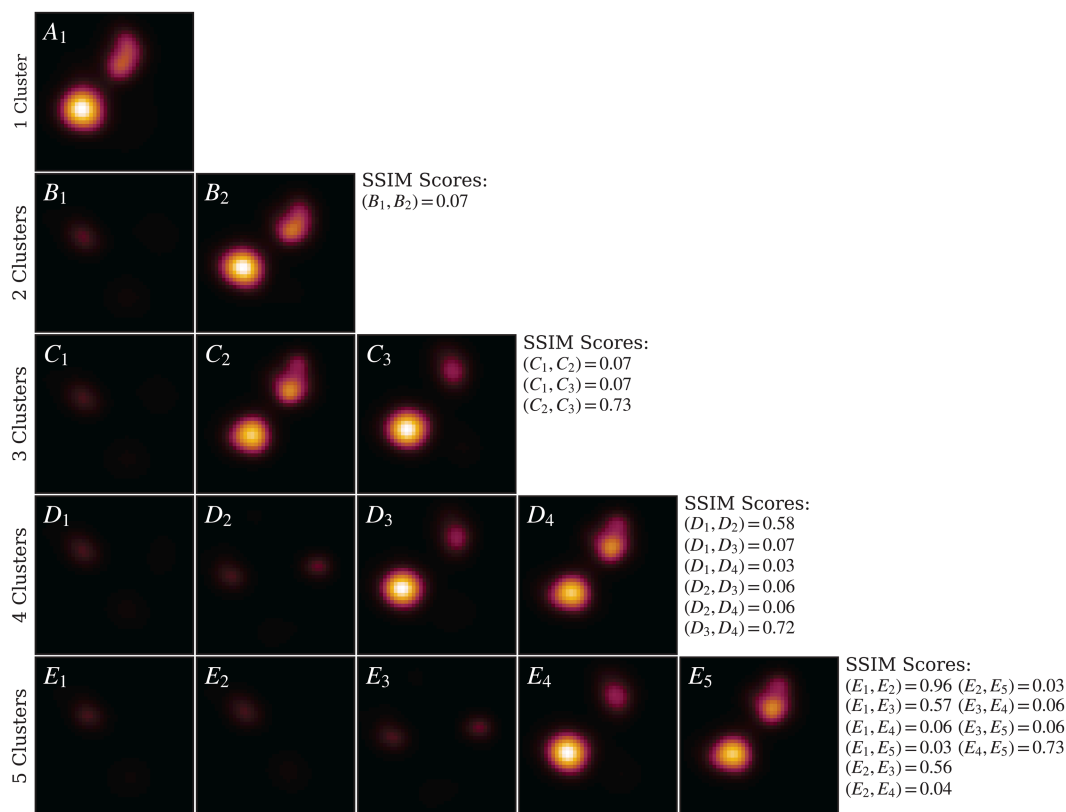 1 Cluster
A₁
2 Clusters
B₁
B₂
SSIM Scores:
(B₁, B₂) = 0.07
3 Clusters
C₁
C₂
C₃
SSIM Scores:
(C₁, C₂) = 0.07
(C₁, C₃) = 0.07
(C₂, C₃) = 0.73
4 Clusters
D₁
D₂
D₃
D₄
SSIM Scores:
(D₁, D₂) = 0.58
(D₁, D₃) = 0.07
(D₁, D₄) = 0.03
(D₂, D₃) = 0.06
(D₂, D₄) = 0.06
(D₃, D₄) = 0.72
5 Clusters
E₁
E₂
E₃
E₄
E₅
SSIM Scores:
(E₁, E₂) = 0.96 (E₂, E₅) = 0.03
(E₁, E₃) = 0.57 (E₃, E₄) = 0.06
(E₁, E₄) = 0.06 (E₃, E₅) = 0.06
(E₁, E₅) = 0.03 (E₄, E₅) = 0.73
(E₂, E₃) = 0.56
(E₂, E₄) = 0.04